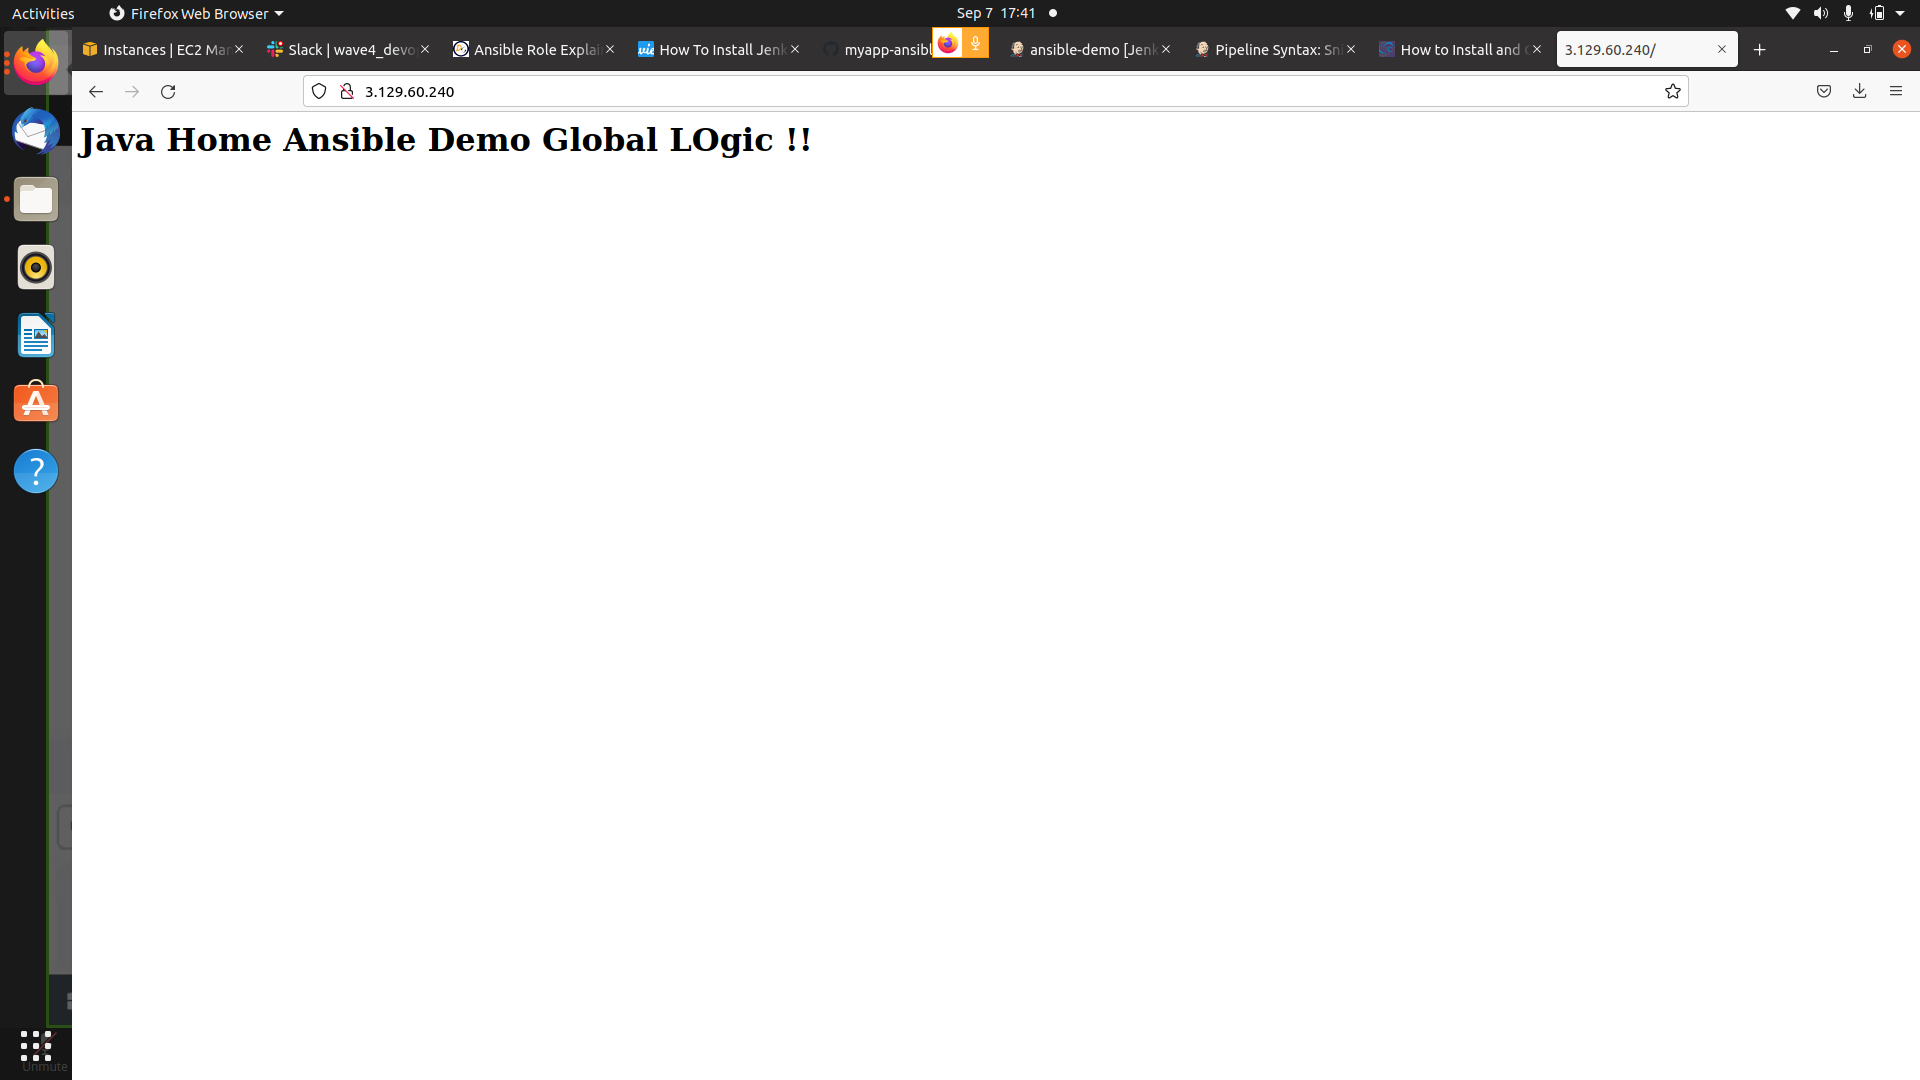 Activities
Firefox Web Browser
Sep 7 17:41
Instances | EC2 Mar
Slack | wave4_devo
Ansible Role Explai
How To Install Jenk
myapp-ansibl
ansible-demo [Jenk
Pipeline Syntax: Sni
How to Install and
3.129.60.240/
3.129.60.240
Java Home Ansible Demo Global LOgic !!
Unmute